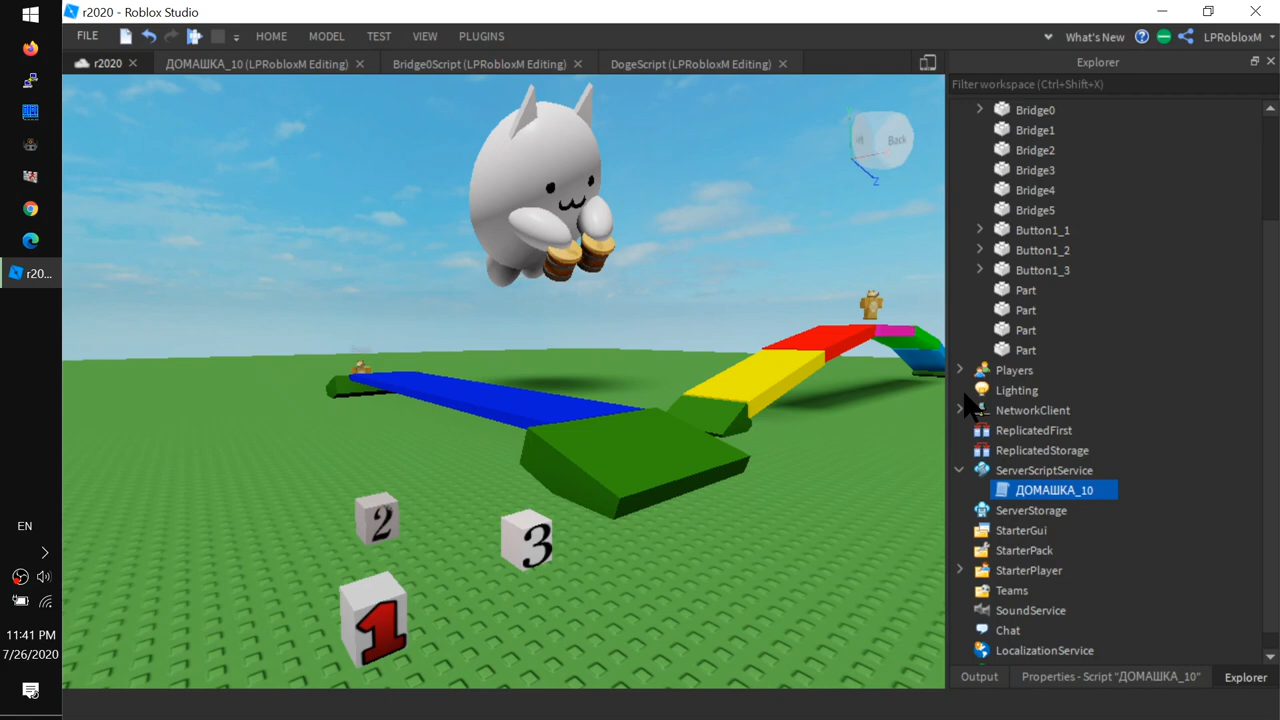 r2020 - Roblox Studio
FILE HOME MODEL TEST VIEW PLUGINS What's New LPRobloxM
r2020 ДОМАШКА_10 (LPRobloxM Editing) Bridge0Script (LPRobloxM Editing) DogeScript (LPRobloxM Editing)
Explorer
Filter workspace (Ctrl+Shift+X)
Bridge0
Bridge1
Bridge2
Bridge3
Bridge4
Bridge5
Button1_1
Button1_2
Button1_3
Part
Part
Part
Part
Players
Lighting
NetworkClient
ReplicatedFirst
ReplicatedStorage
ServerScriptService
ДОМАШКА_10
ServerStorage
StarterGui
StarterPack
StarterPlayer
Teams
SoundService
Chat
LocalizationService
Output Properties - Script "ДОМАШКА_10" Explorer
Back
Z
2
3
1
r20...
EN
11:41 PM
7/26/2020